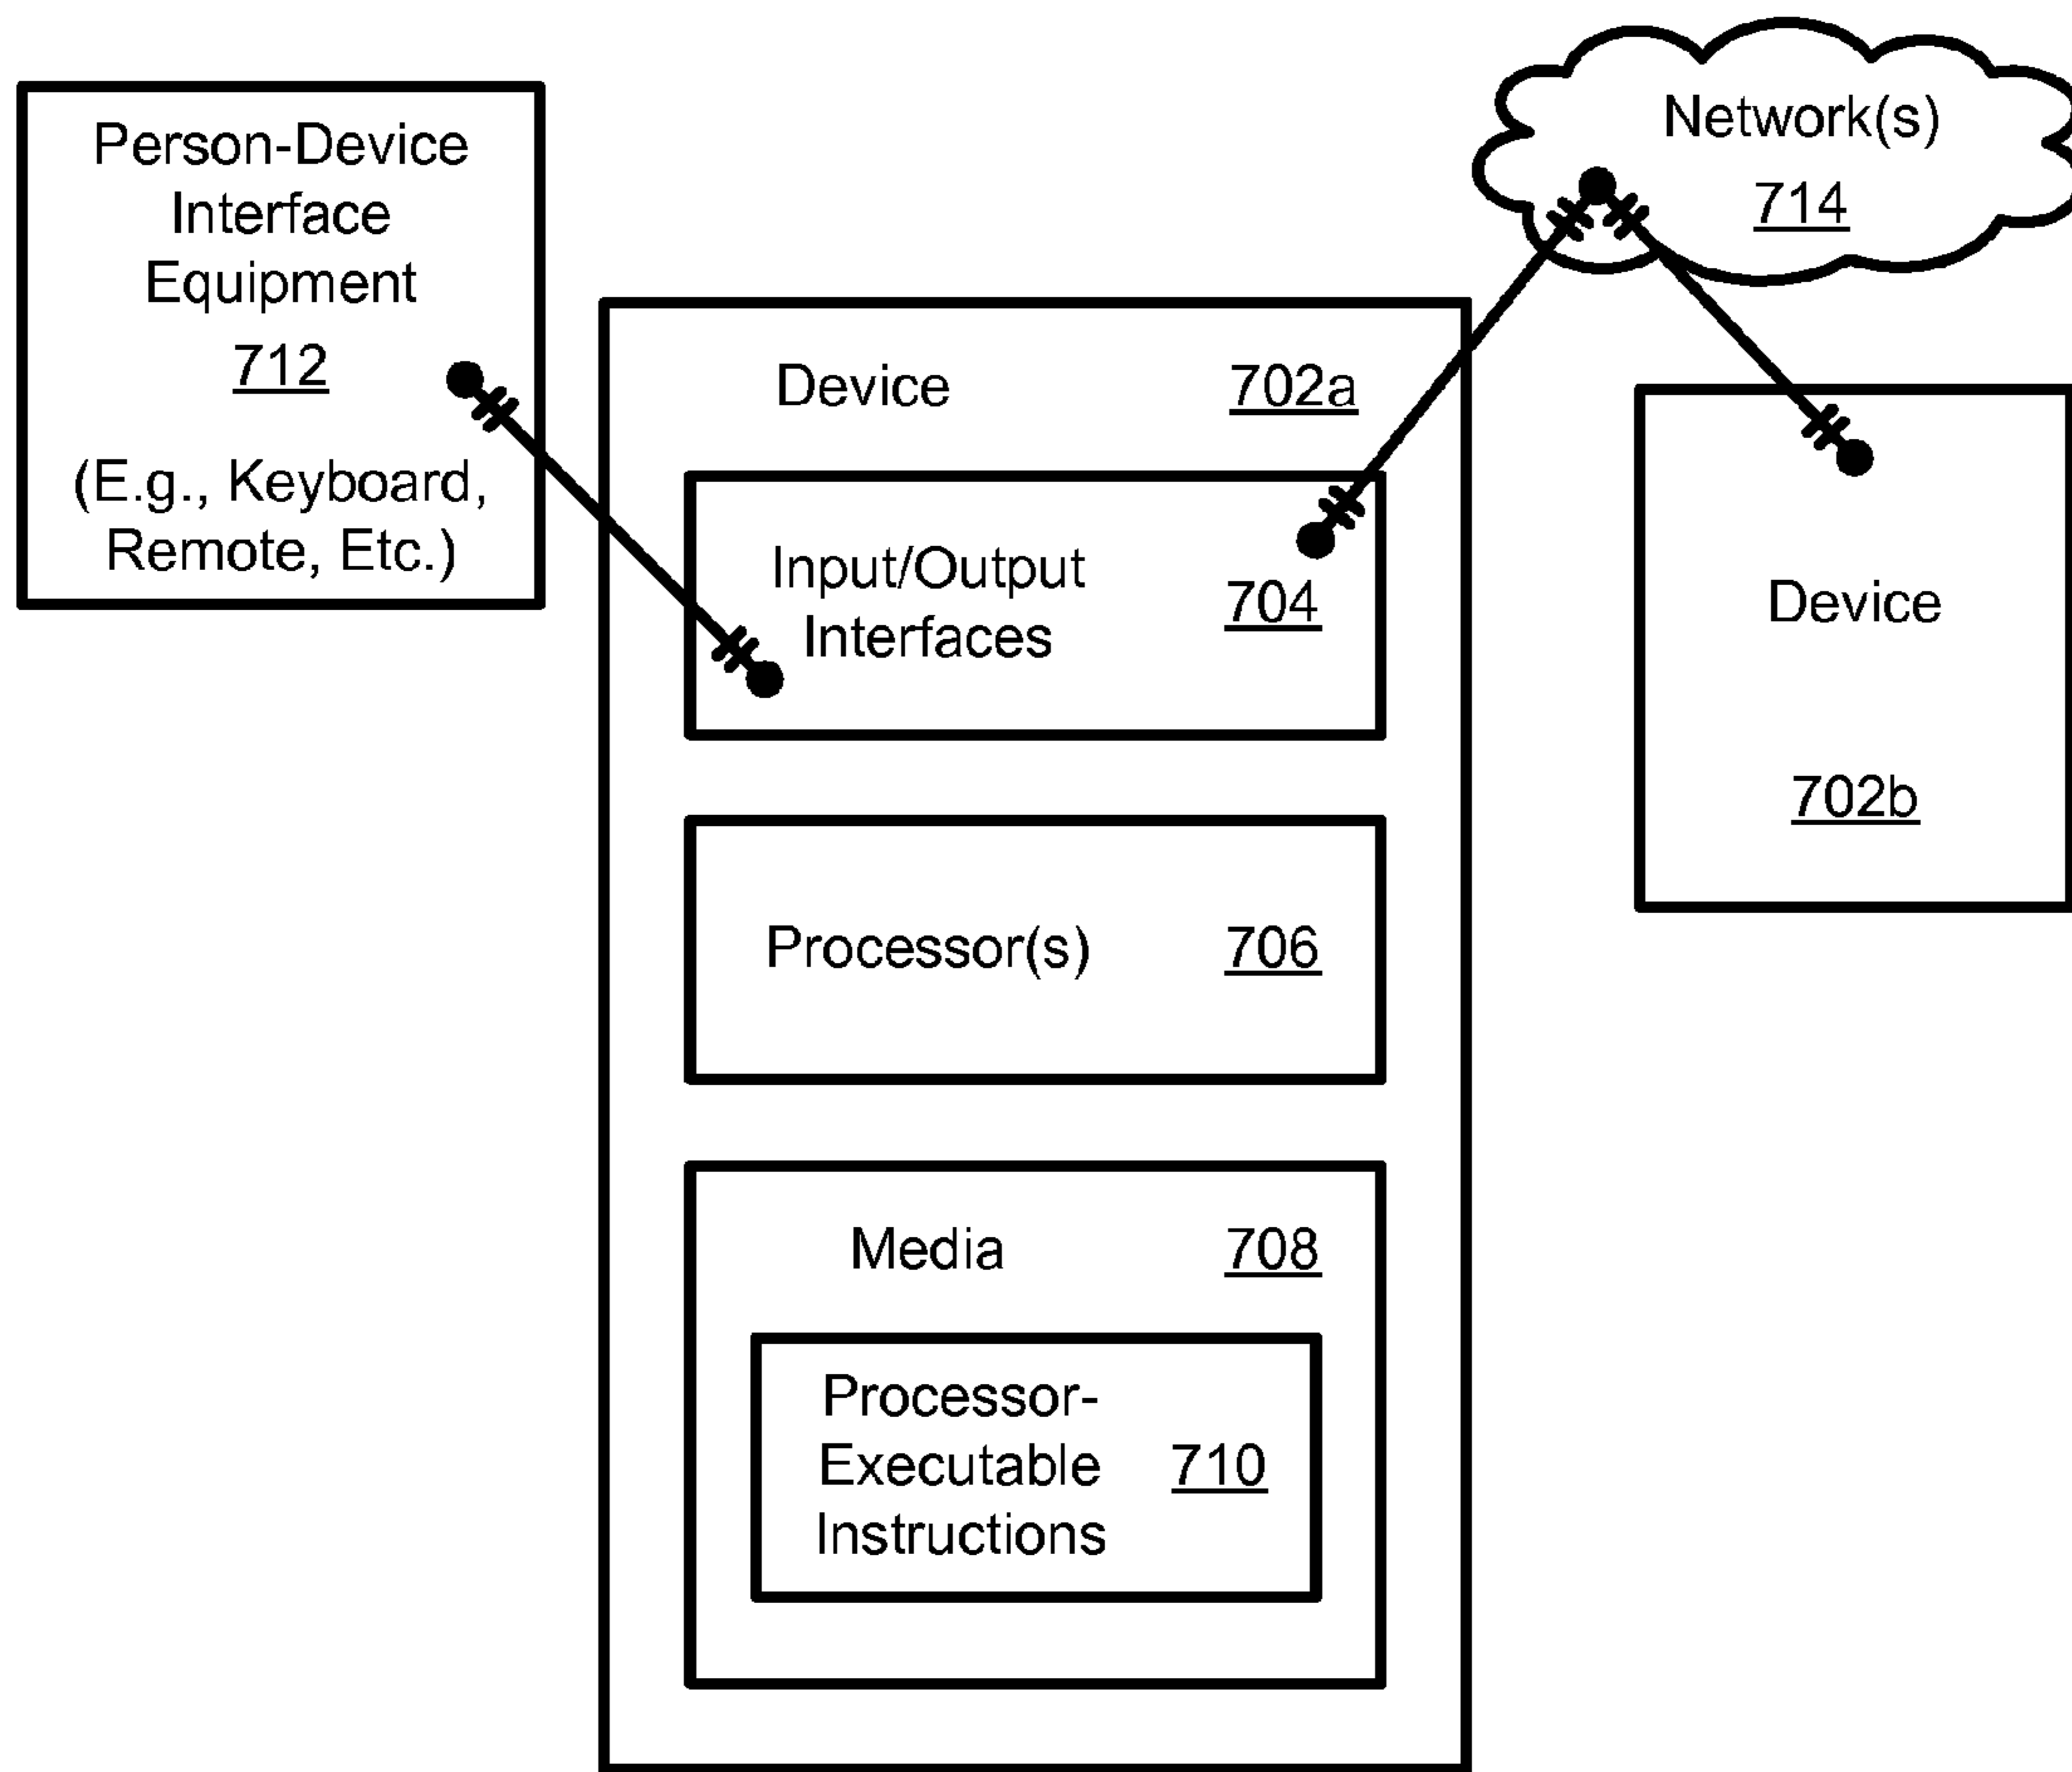 Person-Device
Interface
Equipment
712
(E.g., Keyboard,
Remote, Etc.)
Network(s)
714
Device 702a
Input/Output
Interfaces
704
Processor(s) 706
Media 708
Processor-
Executable
Instructions
710
Device
702b